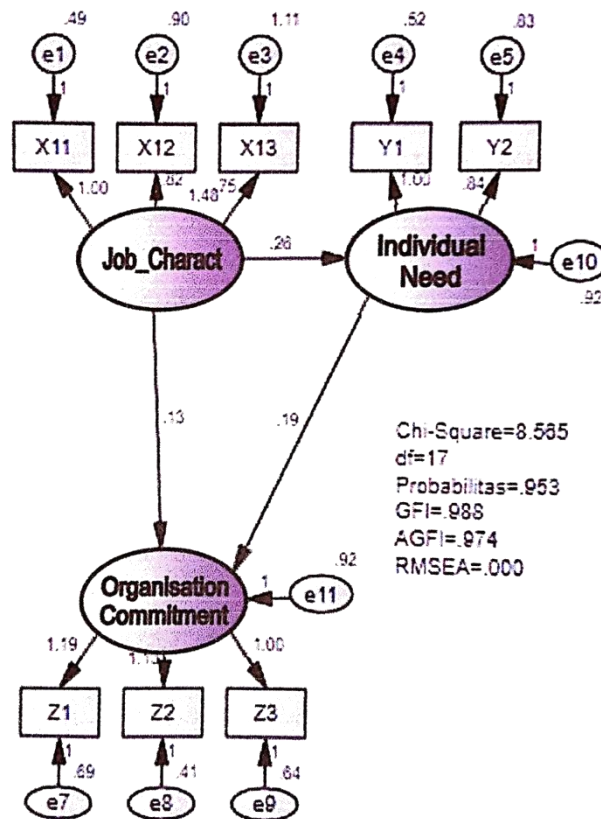 .49 .90 1.11 .52 .83
e1 e2 e3 e4 e5
1 1 1 1 1
X11 X12 X13 Y1 Y2
1.00 .82 1.48 .75 1.00 .84
Job_Charact
.26
Individual
Need
1
e10
.92
.13
.19
Chi-Square=8.565
df=17
Probabilitas=.953
GFI=.988
AGFI=.974
RMSEA=.000
Organisation
Commitment
1
.92
e11
1.19 1.00
Z1 Z2 Z3
1 1 1
.69 .41 .64
e7 e8 e9